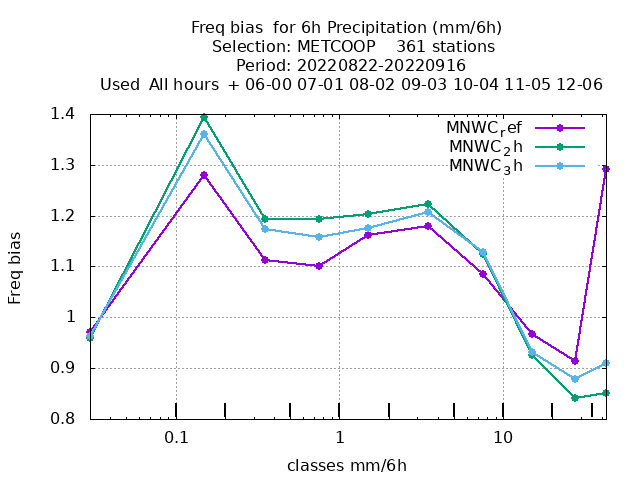 Freq bias  for 6h Precipitation (mm/6h)
Selection: METCOOP    361 stations
Period: 20220822-20220916
Used  All hours  + 06-00 07-01 08-02 09-03 10-04 11-05 12-06
1.4
MNWC_ref
MNWC_2h
1.3
MNWC_3h
1.2
Freq bias
1.1
1
0.9
0.8
0.1
1
10
classes mm/6h